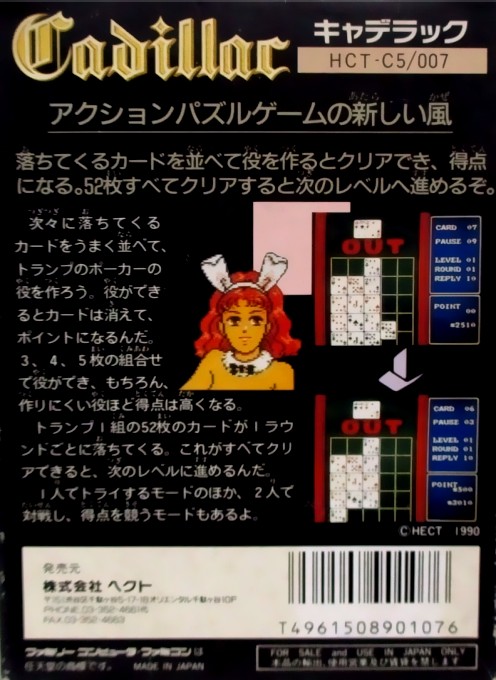 Cadillac
キャデラック
HCT-C5/007
アクションパズルゲームの新しい風
落ちてくるカードを並べて役を作るとクリアでき、得点
になる。52枚すべてクリアすると次のレベルへ進めるぞ。
次々に落ちてくる
カードをうまく並べて、
トランプのポーカーの
役を作ろう。役ができ
るとカードは消えて、
ポイントになるんだ。
3、4、5枚の組合せ
で役ができ、もちろん、
作りにくい役ほど得点は高くなる。
トランプ1組の52枚のカードが1ラウ
ンドごとに落ちてくる。これがすべてクリ
アできると、次のレベルに進めるんだ。
1人でトライするモードのほか、2人で
対戦し、得点を競うモードもあるよ。
OUT
CARD 07
PAUSE 09
LEVEL 01
ROUND 01
REPLY 10
POINT
00
*2510
OUT
CARD 06
PAUSE 03
LEVEL 01
ROUND 01
REPLY 10
POINT
*500
*3010
©HECT 1990
発売元
株式会社 ヘクト
PHONE.03-352-4661
FAX.03-352-4663
T4961508901076
ファミリーコンピュータ・ファミコンは
任天堂の商標です。 MADE IN JAPAN
FOR SALE and USE IN JAPAN ONLY
本品の輸出、使用営業及び賃貸を禁じます